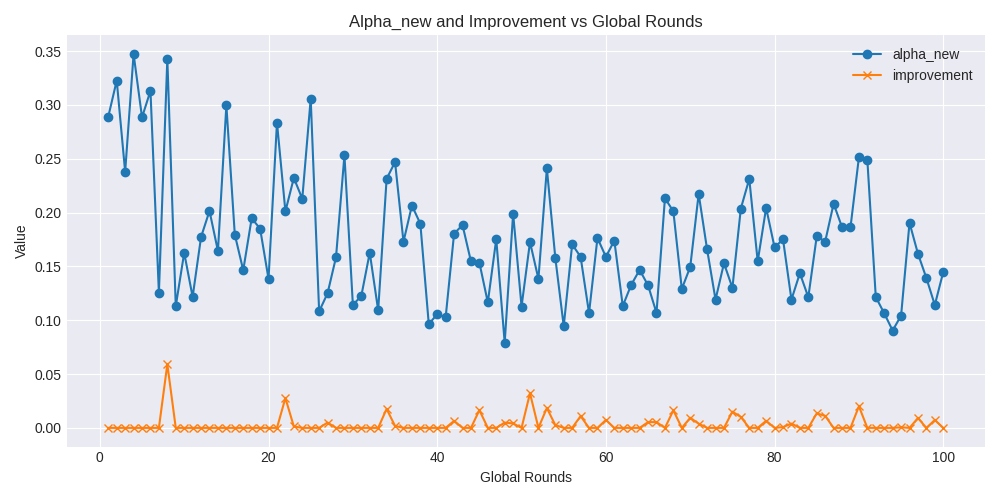 Alpha_new and Improvement vs Global Rounds
alpha_new
improvement
0.35
0.30
0.25
0.20
0.15
0.10
0.05
0.00
Value
0
20
40
60
80
100
Global Rounds